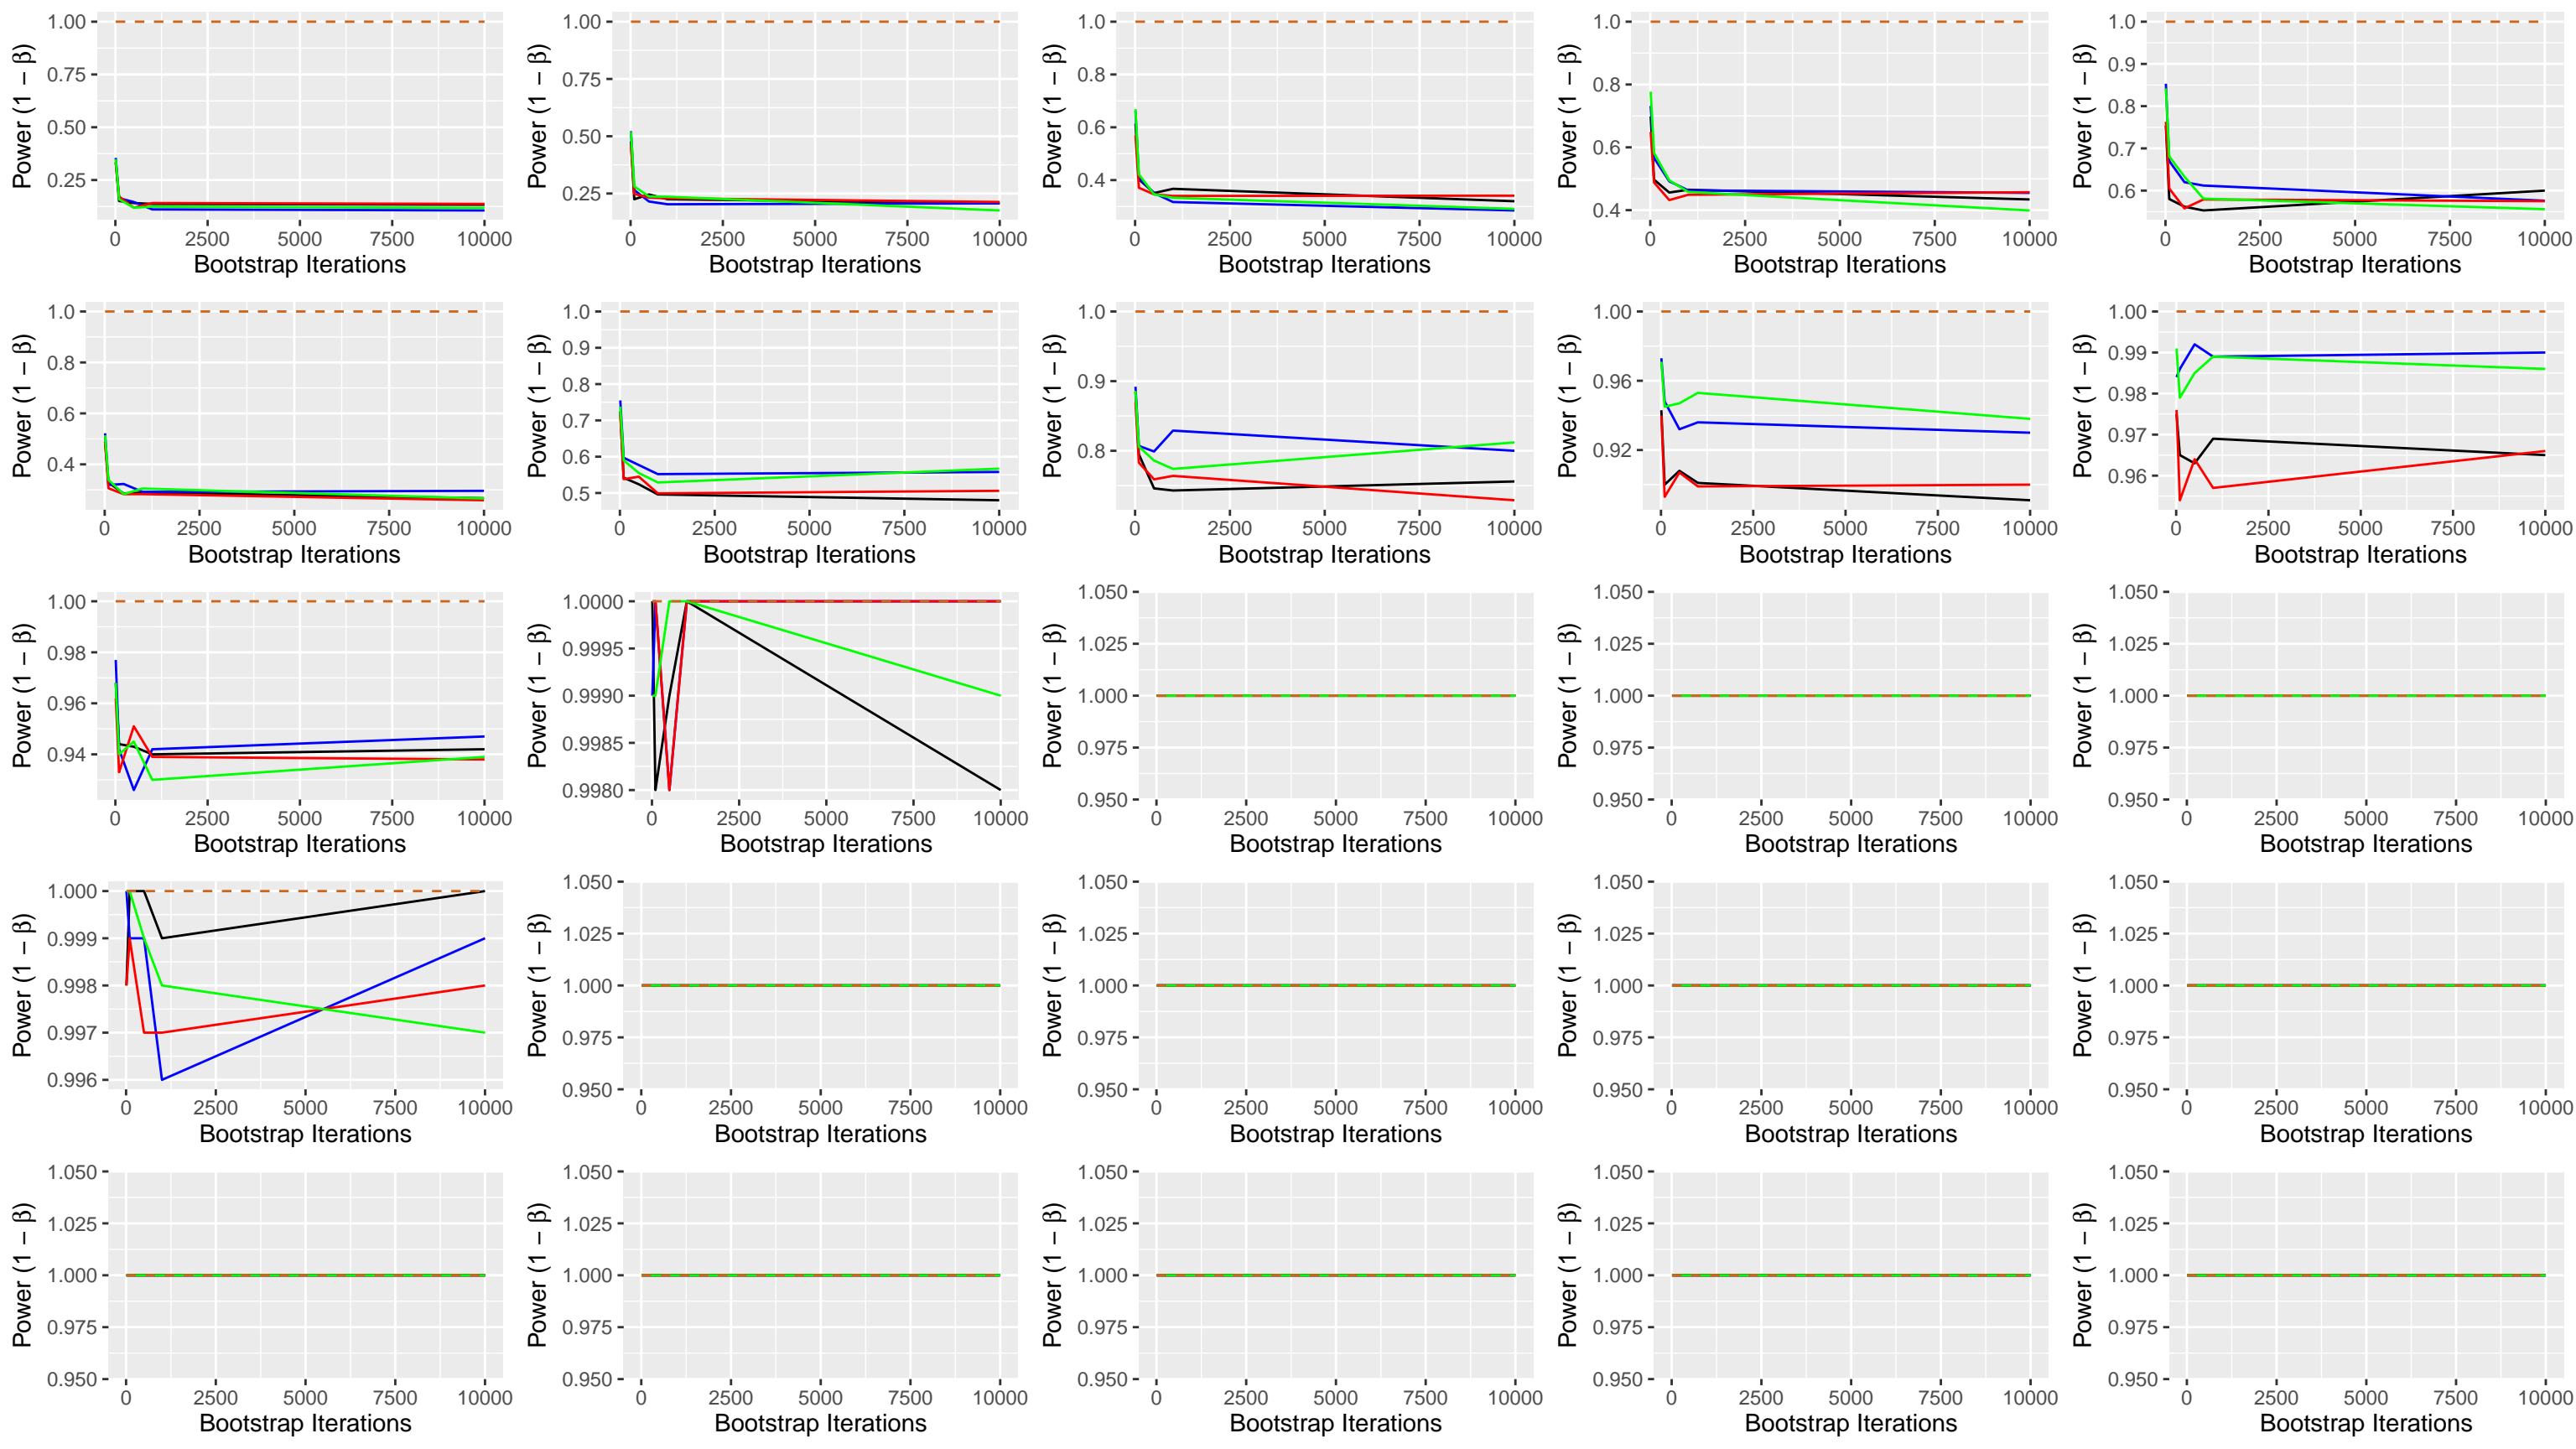 Power (1 − β)
1.00
0.75
0.50
0.25
0 2500 5000 7500 10000
Bootstrap Iterations
Power (1 − β)
1.00
0.75
0.50
0.25
0 2500 5000 7500 10000
Bootstrap Iterations
Power (1 − β)
1.0
0.8
0.6
0.4
0 2500 5000 7500 10000
Bootstrap Iterations
Power (1 − β)
1.0
0.8
0.6
0.4
0 2500 5000 7500 10000
Bootstrap Iterations
Power (1 − β)
1.0
0.9
0.8
0.7
0.6
0 2500 5000 7500 10000
Bootstrap Iterations
Power (1 − β)
1.0
0.8
0.6
0.4
0 2500 5000 7500 10000
Bootstrap Iterations
Power (1 − β)
1.0
0.9
0.8
0.7
0.6
0.5
0 2500 5000 7500 10000
Bootstrap Iterations
Power (1 − β)
1.0
0.9
0.8
0 2500 5000 7500 10000
Bootstrap Iterations
Power (1 − β)
1.00
0.96
0.92
0 2500 5000 7500 10000
Bootstrap Iterations
Power (1 − β)
1.00
0.99
0.98
0.97
0.96
0 2500 5000 7500 10000
Bootstrap Iterations
Power (1 − β)
1.00
0.98
0.96
0.94
0 2500 5000 7500 10000
Bootstrap Iterations
Power (1 − β)
1.0000
0.9995
0.9990
0.9985
0.9980
0 2500 5000 7500 10000
Bootstrap Iterations
Power (1 − β)
1.050
1.025
1.000
0.975
0.950
0 2500 5000 7500 10000
Bootstrap Iterations
Power (1 − β)
1.050
1.025
1.000
0.975
0.950
0 2500 5000 7500 10000
Bootstrap Iterations
Power (1 − β)
1.050
1.025
1.000
0.975
0.950
0 2500 5000 7500 10000
Bootstrap Iterations
Power (1 − β)
1.000
0.999
0.998
0.997
0.996
0 2500 5000 7500 10000
Bootstrap Iterations
Power (1 − β)
1.050
1.025
1.000
0.975
0.950
0 2500 5000 7500 10000
Bootstrap Iterations
Power (1 − β)
1.050
1.025
1.000
0.975
0.950
0 2500 5000 7500 10000
Bootstrap Iterations
Power (1 − β)
1.050
1.025
1.000
0.975
0.950
0 2500 5000 7500 10000
Bootstrap Iterations
Power (1 − β)
1.050
1.025
1.000
0.975
0.950
0 2500 5000 7500 10000
Bootstrap Iterations
Power (1 − β)
1.050
1.025
1.000
0.975
0.950
0 2500 5000 7500 10000
Bootstrap Iterations
Power (1 − β)
1.050
1.025
1.000
0.975
0.950
0 2500 5000 7500 10000
Bootstrap Iterations
Power (1 − β)
1.050
1.025
1.000
0.975
0.950
0 2500 5000 7500 10000
Bootstrap Iterations
Power (1 − β)
1.050
1.025
1.000
0.975
0.950
0 2500 5000 7500 10000
Bootstrap Iterations
Power (1 − β)
1.050
1.025
1.000
0.975
0.950
0 2500 5000 7500 10000
Bootstrap Iterations